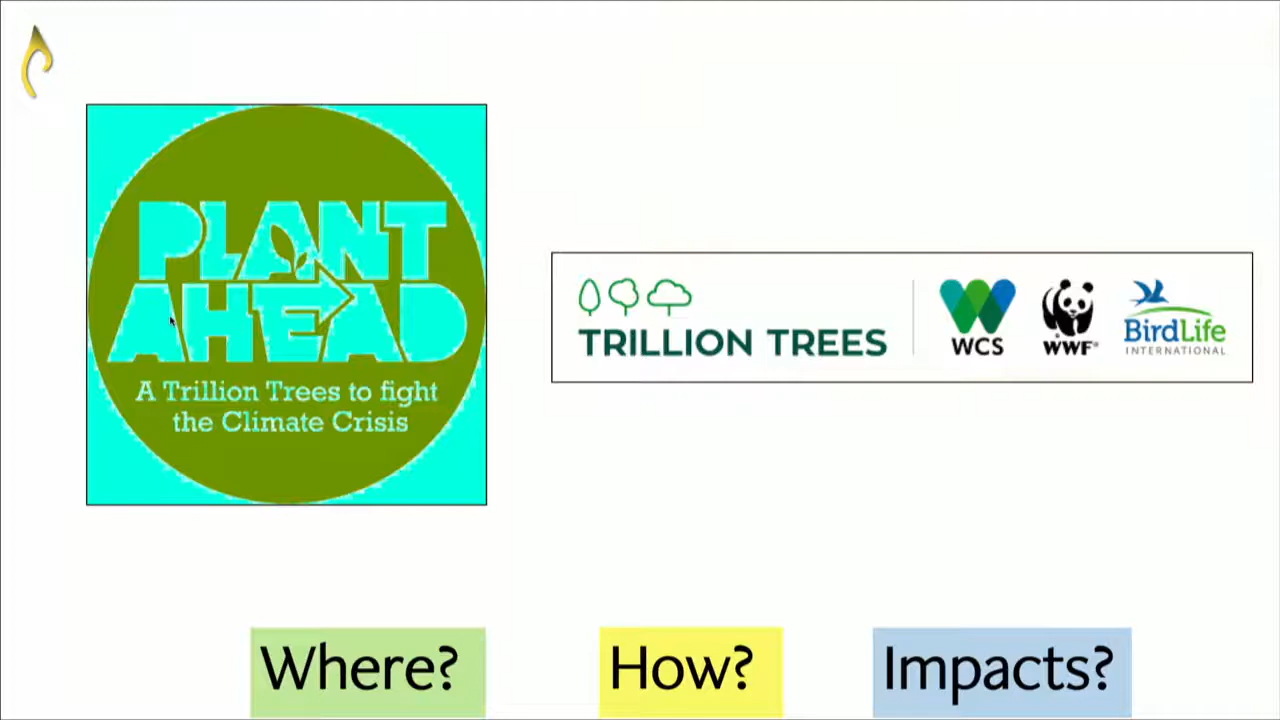 PLANT
AHEAD
A Trillion Trees to fight
the Climate Crisis
TRILLION TREES
WCS
WWF®
BirdLife
INTERNATIONAL
Where?
How?
Impacts?